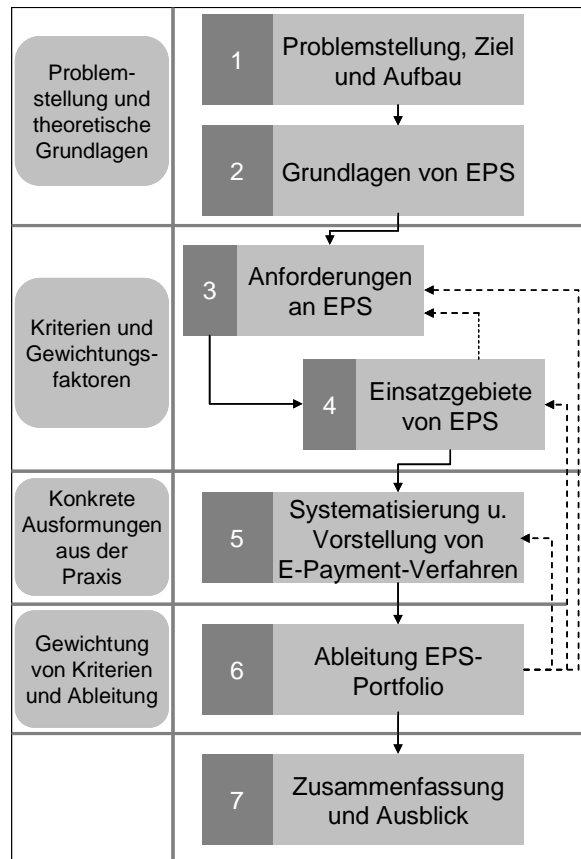 Problem-
stellung und
theoretische
Grundlagen
1
Problemstellung, Ziel
und Aufbau
2
Grundlagen von EPS
Kriterien und
Gewichtungs-
faktoren
3
Anforderungen
an EPS
4
Einsatzgebiete
von EPS
Konkrete
Ausformungen
aus der
Praxis
5
Systematisierung u.
Vorstellung von
E-Payment-Verfahren
Gewichtung
von Kriterien
und Ableitung
6
Ableitung EPS-
Portfolio
7
Zusammenfassung
und Ausblick